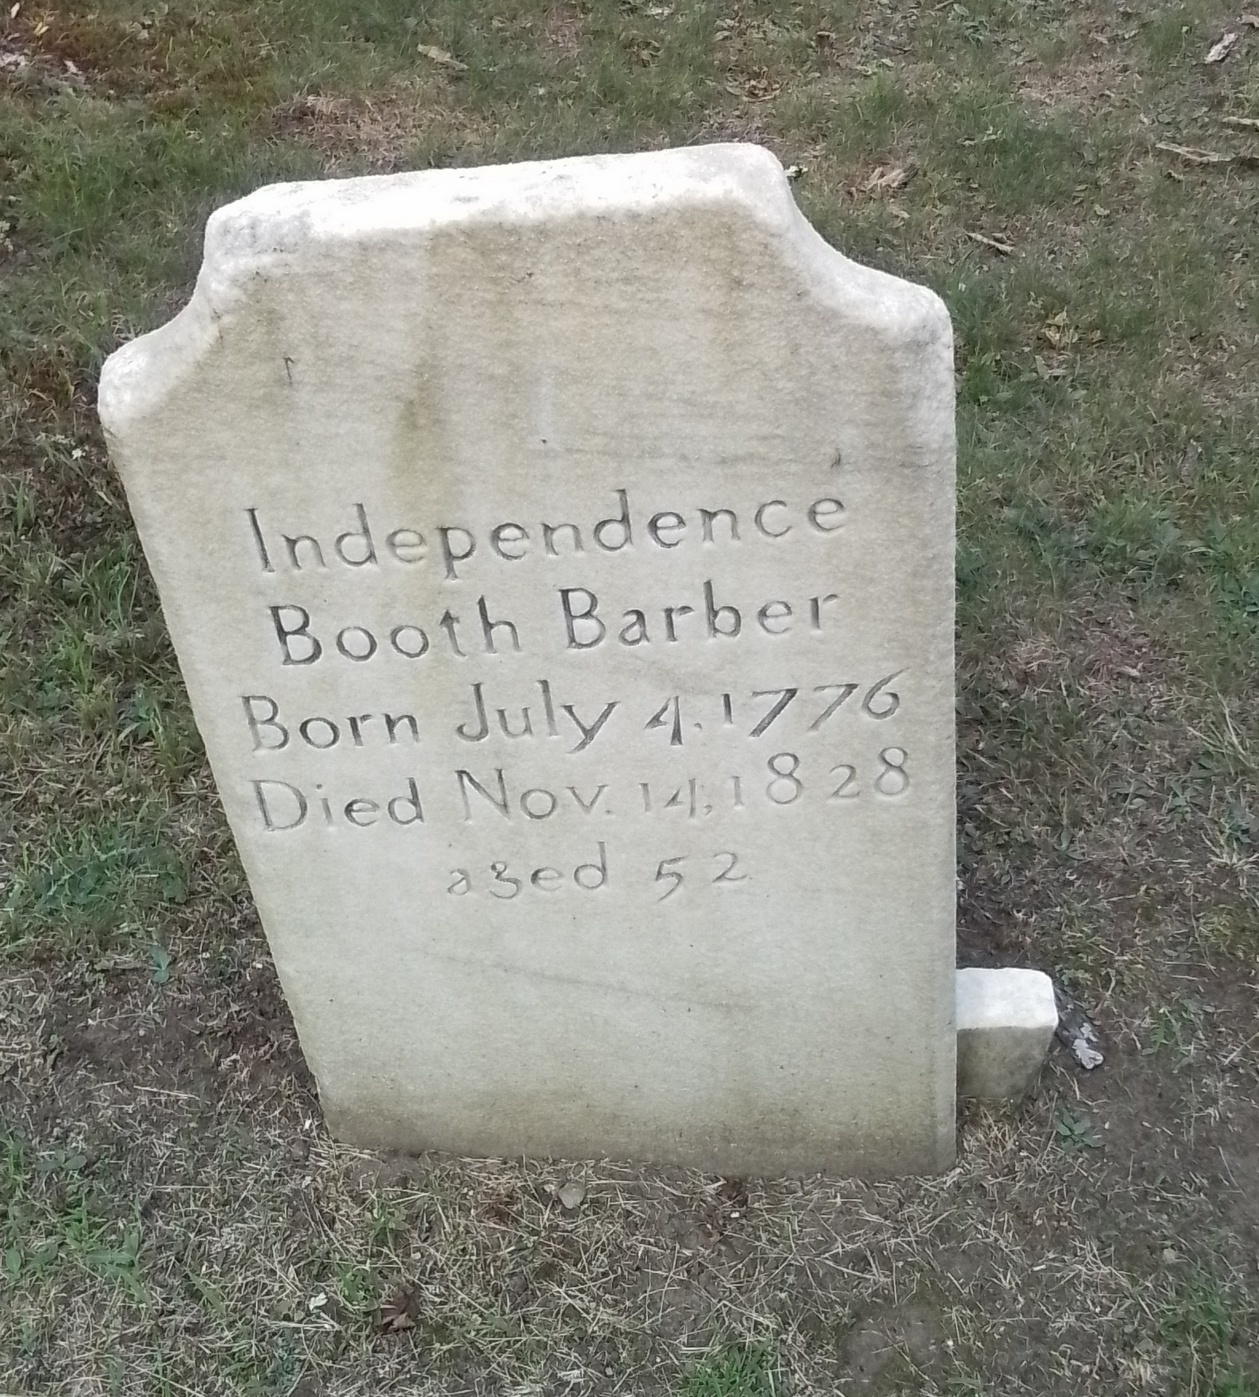 Independence
Booth Barber
Born July 4, 1776
Died Nov. 14, 1828
aged 52